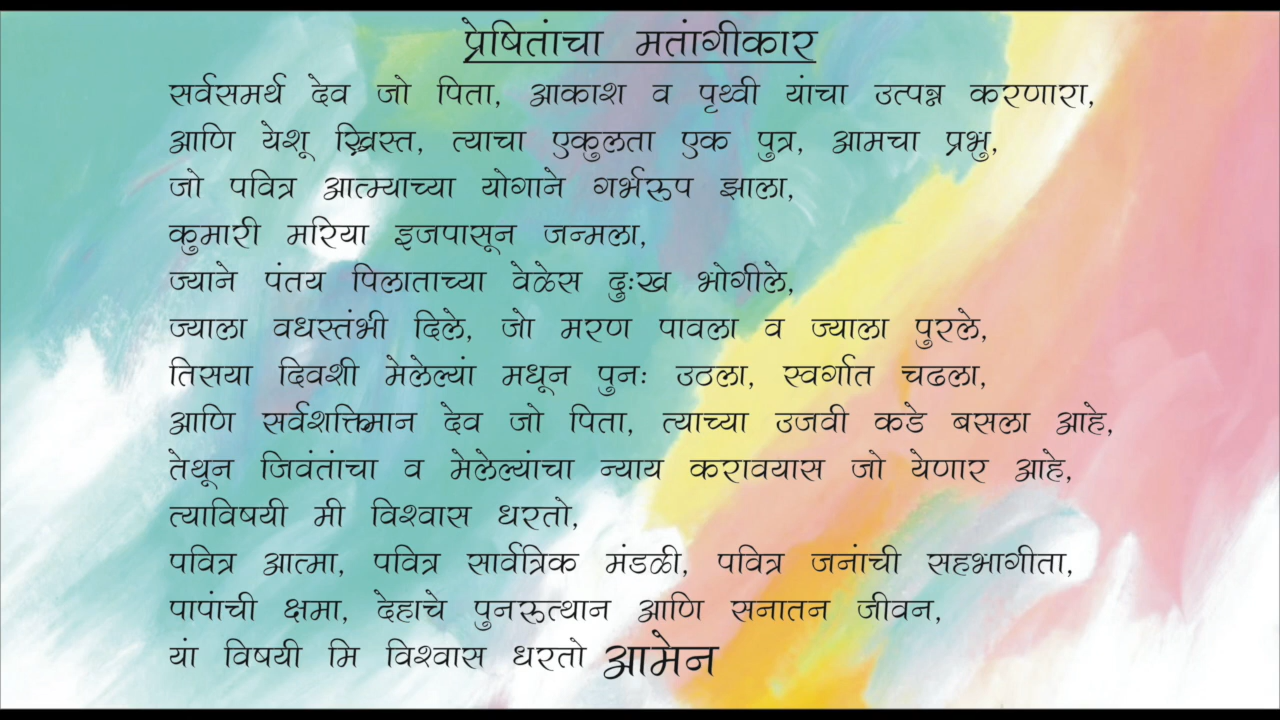 प्रेषितांचा मतांगीकार
सर्वसमर्थ देव जो पिता, आकाश व पृथ्वी यांचा उत्पन्न करणारा,
आणि येशू ख्रिस्त, त्याचा एकुलता एक पुत्र, आमचा प्रभु,
जो पवित्र आत्म्याच्या योगाने गर्भरुप झाला,
कुमारी मरिया इजपासून जन्मला,
ज्याने पंतय पिलाताच्या वेळेस दुःख भोगीले,
ज्याला वधस्तंभी दिले, जो मरण पावला व ज्याला पुरले,
तिसया दिवशी मेलेल्यां मधून पुनः उठला, स्वर्गात चढला,
आणि सर्वशक्तिमान देव जो पिता, त्याच्या उजवी कडे बसला आहे,
तेथून जिवंतांचा व मेलेल्यांचा न्याय करावयास जो येणार आहे,
त्याविषयी मी विश्वास धरतो,
पवित्र आत्मा, पवित्र सार्वत्रिक मंडळी, पवित्र जनांची सहभागीता,
पापांची क्षमा, देहाचे पुनरुत्थान आणि सनातन जीवन,
यां विषयी मि विश्वास धरतो आमेन